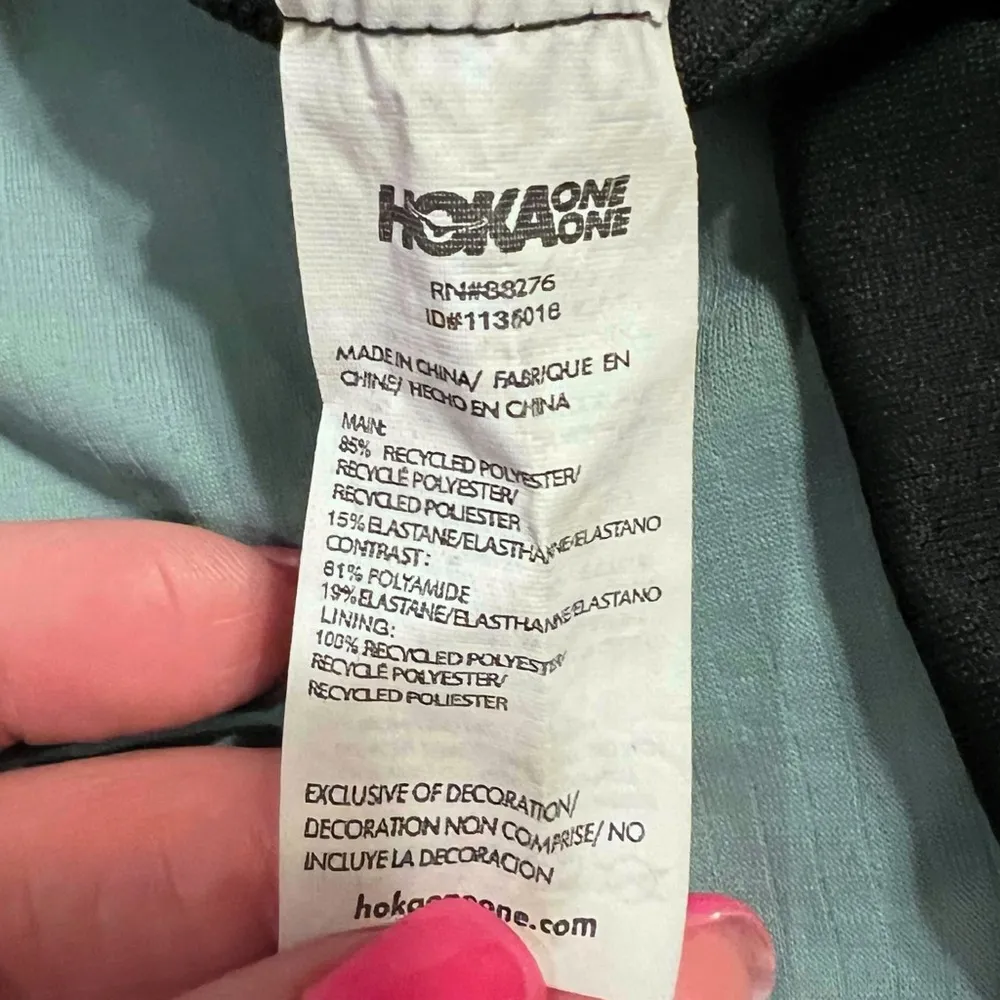 HOKA ONE ONE
RN#88276
MADE IN CHINA/ FABRIQUE EN
CHINE/ HECHO EN CHINA
MAIN:
85% RECYCLED POLYESTER/
RECYCLÉ POLYESTER/
RECYCLED POLIESTER
15% ELASTANE/ELASTHANNE/ELASTANO
CONTRAST:
81% POLYAMIDE
19% ELASTANE/ELASTHANNE/ELASTANO
LINING:
100% RECYCLED POLYESTER/
RECYCLÉ POLYESTER/
RECYCLED POLIESTER
EXCLUSIVE OF DECORATION/
DECORATION NON COMPRISE/ NO
INCLUYE LA DECORACION